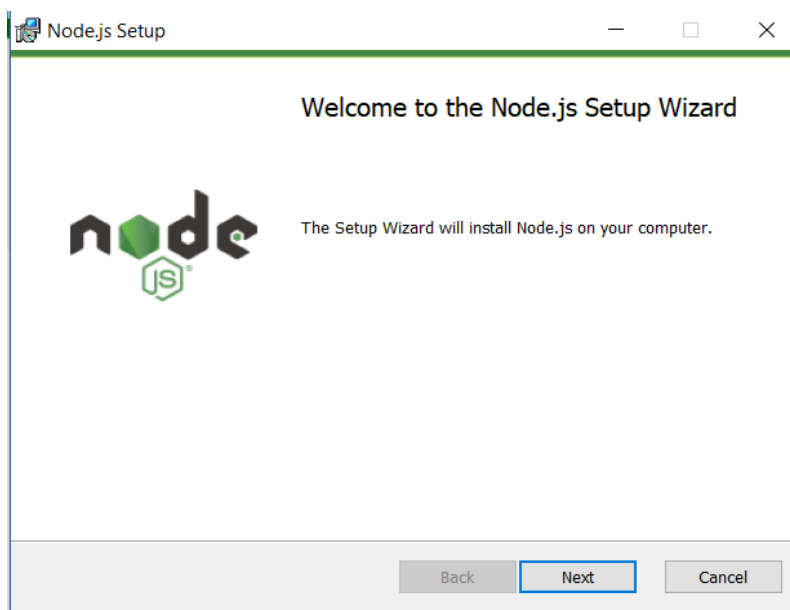 Node.js Setup
Welcome to the Node.js Setup Wizard
node
JS
The Setup Wizard will install Node.js on your computer.
Back
Next
Cancel